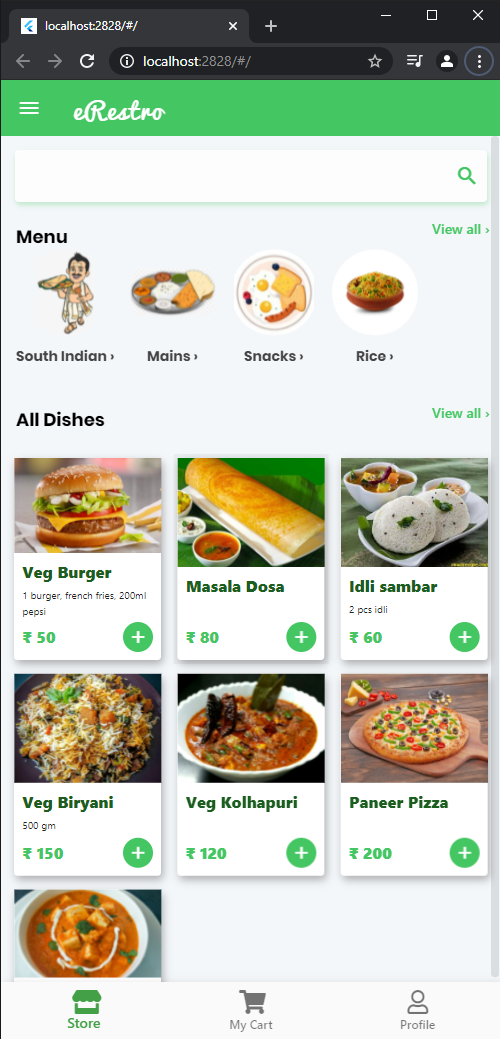 localhost:2828/#/
localhost:2828/#/
eRestro
View all ›
Menu
South Indian ›
Mains ›
Snacks ›
Rice ›
View all ›
All Dishes
Veg Burger
1 burger, french fries, 200ml
pepsi
₹ 50
Masala Dosa
₹ 80
Idli sambar
2 pcs idli
₹ 60
Veg Biryani
500 gm
₹ 150
Veg Kolhapuri
₹ 120
Paneer Pizza
₹ 200
Store
My Cart
Profile